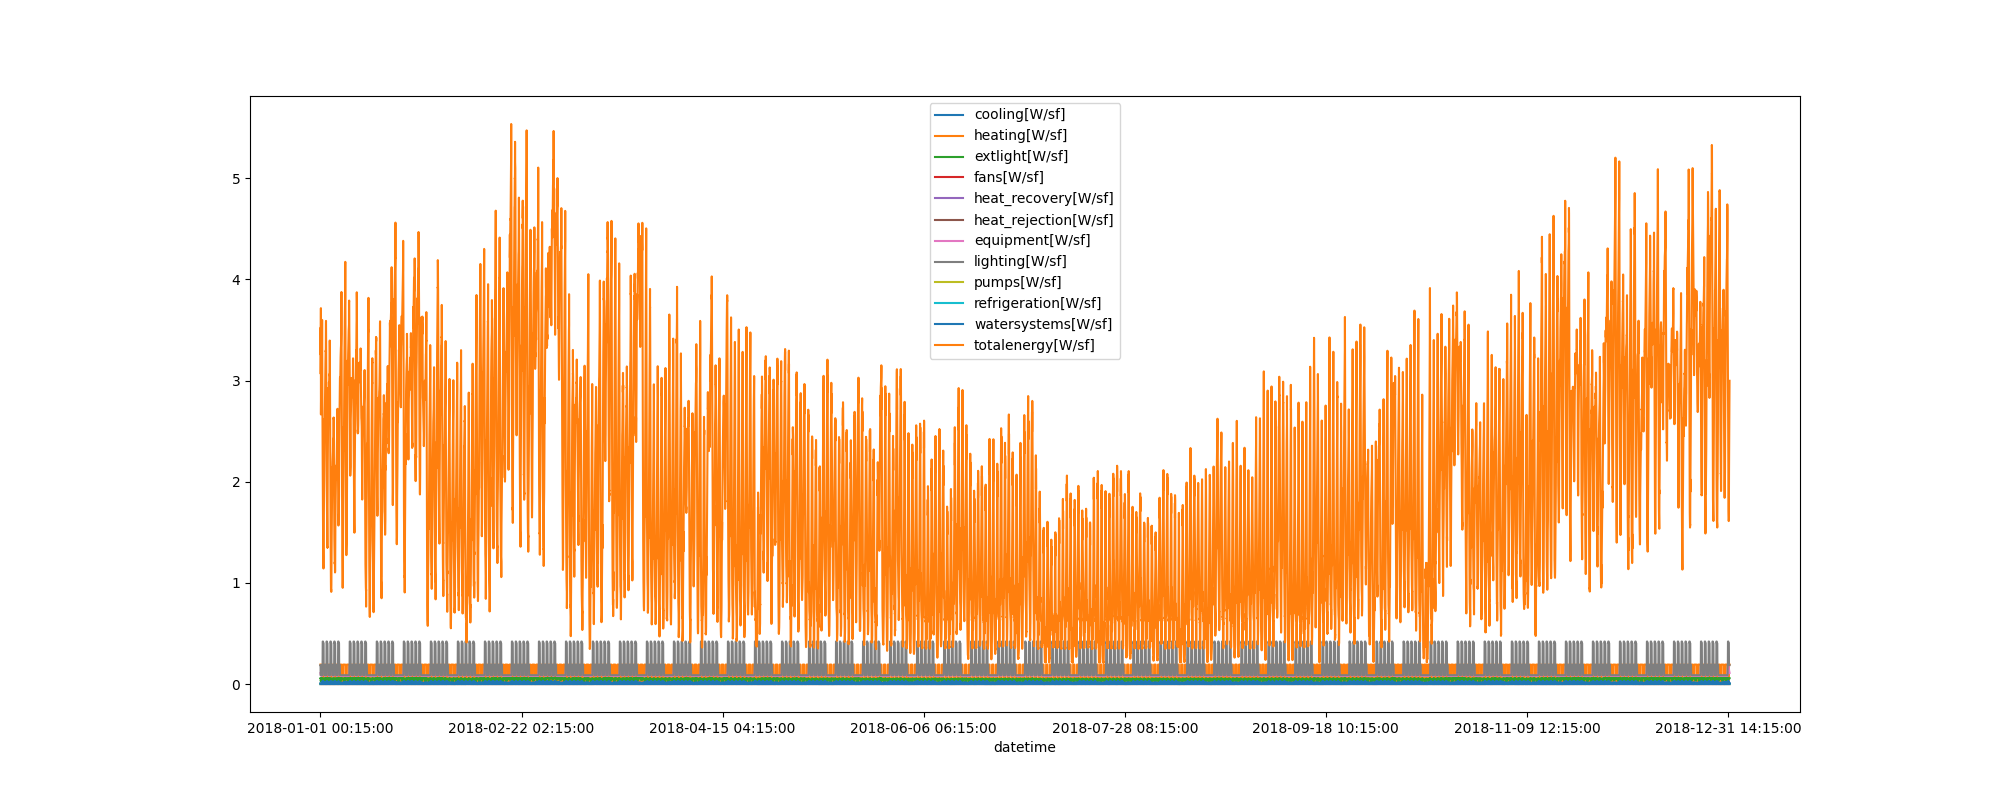 cooling[W/sf]
heating[W/sf]
extlight[W/sf]
fans[W/sf]
heat_recovery[W/sf]
heat_rejection[W/sf]
equipment[W/sf]
lighting[W/sf]
pumps[W/sf]
refrigeration[W/sf]
watersystems[W/sf]
totalenergy[W/sf]
5
4
3
2
1
0
2018-01-01 00:15:00 2018-02-22 02:15:00 2018-04-15 04:15:00 2018-06-06 06:15:00 2018-07-28 08:15:00 2018-09-18 10:15:00 2018-11-09 12:15:00 2018-12-31 14:15:00
datetime